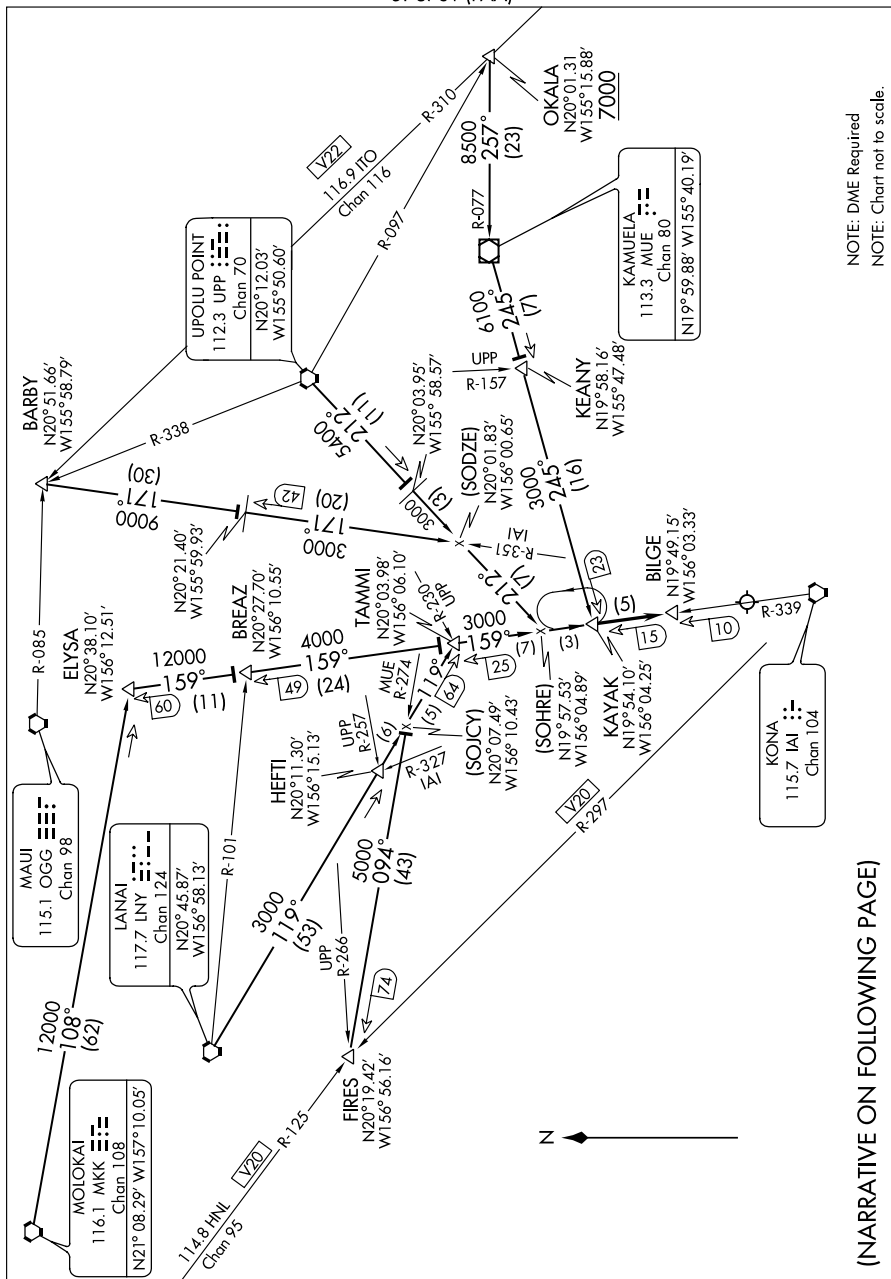 MOLOKAI
116.1 MKK
Chan 108
N21° 08.29' W157° 10.05'
12000
108°
(62)
MAUI
115.1 OGG
Chan 98
R-085
BARBY
N20° 51.66'
W155° 58.79'
ELYSA
N20° 38.10'
W156° 12.51'
60
12000
159°
(11)
LANAI
117.7 LNY
Chan 124
N20° 45.87'
W156° 58.13'
R-101
BREAZ
N20° 27.70'
W156° 10.55'
49
4000
159°
(24)
9000
171°
(30)
N20° 21.40'
W155° 59.93'
42
3000
171°
(20)
R-338
UPOLU POINT
112.3 UPP
Chan 70
N20° 12.03'
W155° 50.60'
V22
116.9 ITO
Chan 116
R-310
R-097
OKALA
N20° 01.31
W155° 15.88'
7000
8500
257°
(23)
R-077
KAMUELA
113.3 MUE
Chan 80
N19° 59.88' W155° 40.19'
6100
245°
(7)
UPP
R-157
KEANY
N19° 58.16'
W155° 47.48'
3000
245°
(16)
5400
212°
(11)
N20° 03.95'
W155° 58.57'
3000
(3)
(SODZE)
N20° 01.83'
W156° 00.65'
R-351
IAI
212°
(7)
TAMMI
N20° 03.98'
W156° 06.10'
R-230
UPP
25
3000
159°
(7)
3000
119°
(53)
HEFTI
N20° 11.30'
W156° 15.13'
UPP
R-257
R-327
IAI
(6)
MUE
R-274
119°
(5)
64
(SOJCY)
N20° 07.49'
W156° 10.43'
5000
094°
(43)
UPP
R-266
74
FIRES
N20° 19.42'
W156° 56.16'
114.8 HNL
Chan 95
V20
R-125
(SOHRE)
N19° 57.53'
W156° 04.89'
(3)
23
KAYAK
N19° 54.10'
W156° 04.25'
(5)
15
BILGE
N19° 49.15'
W156° 03.33'
10
R-339
V20
R-297
KONA
115.7 IAI
Chan 104
N
NOTE: DME Required
NOTE: Chart not to scale.
(NARRATIVE ON FOLLOWING PAGE)